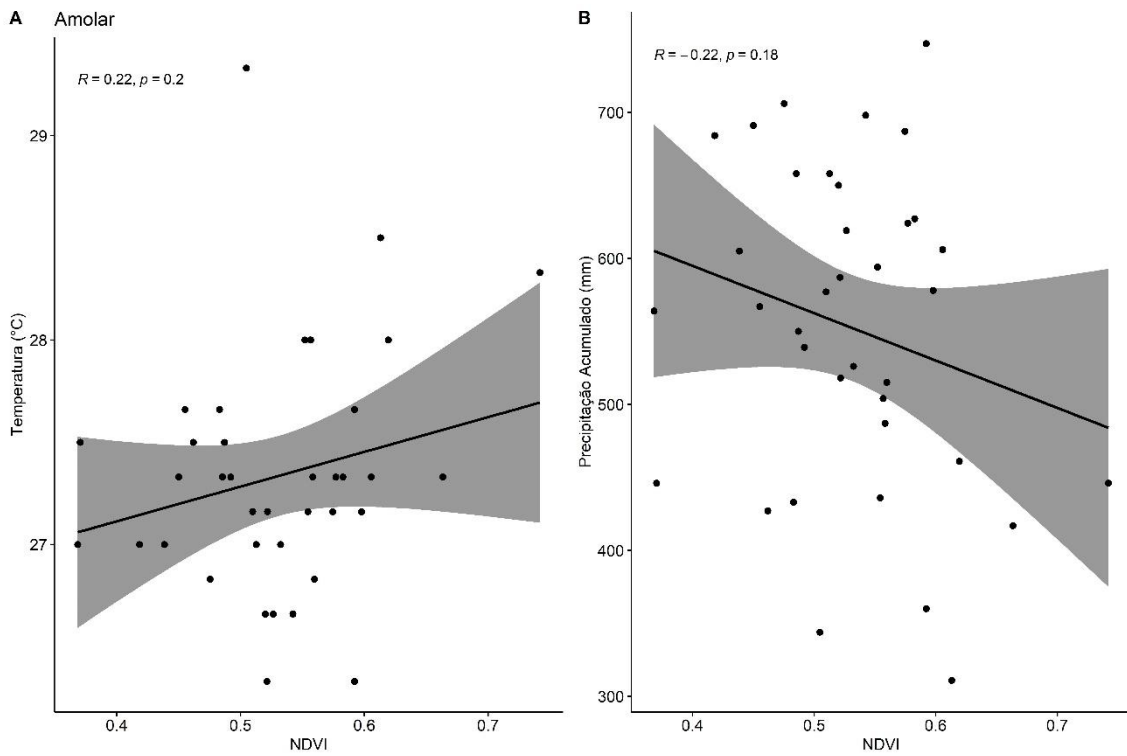 A Amolar
R = 0.22, p = 0.2
29
28
27
Temperatura (°C)
0.4 0.5 0.6 0.7
NDVI
B
R = −0.22, p = 0.18
700
600
500
400
300
Precipitação Acumulado (mm)
0.4 0.5 0.6 0.7
NDVI